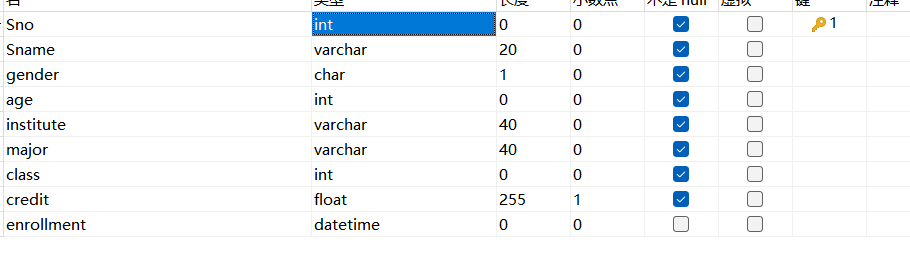 名 类型 长度 小数点 不是 null 虚拟 键 注释
Sno int 0 0 1
Sname varchar 20 0
gender char 1 0
age int 0 0
institute varchar 40 0
major varchar 40 0
class int 0 0
credit float 255 1
enrollment datetime 0 0